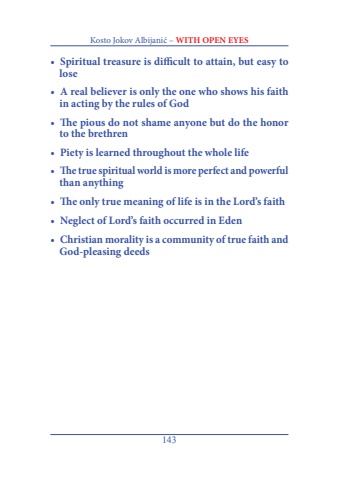 Kosto Jokov Albijanić – WITH OPEN EYES
• Spiritual treasure is difficult to attain, but easy to
lose
• A real believer is only the one who shows his faith
in acting by the rules of God
• The pious do not shame anyone but do the honor
to the brethren
• Piety is learned throughout the whole life
• The true spiritual world is more perfect and powerful
than anything
• The only true meaning of life is in the Lord’s faith
• Neglect of Lord’s faith occurred in Eden
• Christian morality is a community of true faith and
God-pleasing deeds
143